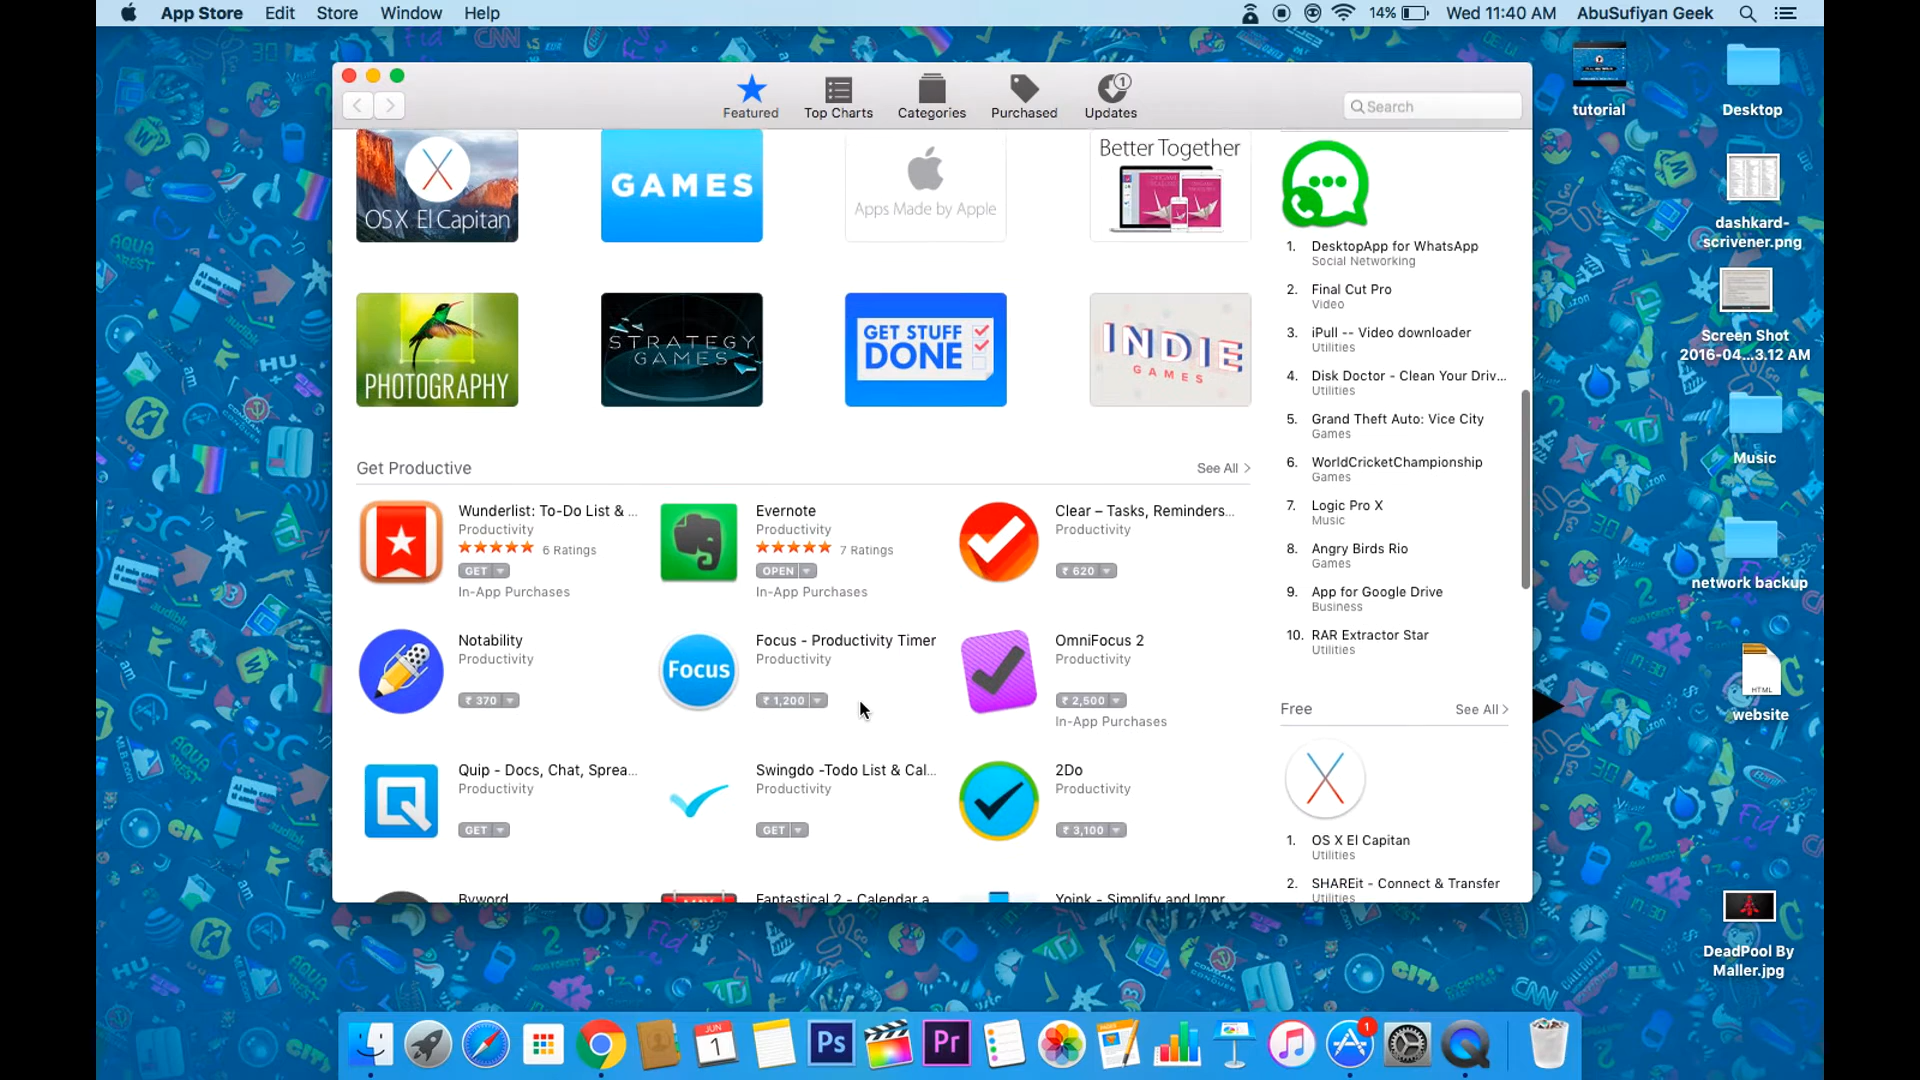 App Store Edit Store Window Help 14% Wed 11:40 AM AbuSufiyan Geek
Featured
Top Charts
Categories
Purchased
1
Updates
Search
OS X El Capitan
GAMES
Apps Made by Apple
Better Together
PHOTOGRAPHY
STRATEGY
GAMES
GET STUFF
DONE
INDIE
GAMES
Get Productive
See All >
Wunderlist: To-Do List & ...
Productivity
6 Ratings
GET
In-App Purchases
Evernote
Productivity
7 Ratings
OPEN
In-App Purchases
Clear – Tasks, Reminders...
Productivity
₹ 620
Notability
Productivity
₹ 370
Focus
Focus - Productivity Timer
Productivity
₹ 1,200
OmniFocus 2
Productivity
₹ 2,500
In-App Purchases
Quip - Docs, Chat, Sprea...
Productivity
GET
Swingdo -Todo List & Cal...
Productivity
GET
2Do
Productivity
₹ 3,100
Byword
Fantastical 2 - Calendar a
Yoink - Simplify and Impr
1. DesktopApp for WhatsApp
Social Networking
2. Final Cut Pro
Video
3. iPull -- Video downloader
Utilities
4. Disk Doctor - Clean Your Driv...
Utilities
5. Grand Theft Auto: Vice City
Games
6. WorldCricketChampionship
Games
7. Logic Pro X
Music
8. Angry Birds Rio
Games
9. App for Google Drive
Business
10. RAR Extractor Star
Utilities
Free
See All >
1. OS X El Capitan
Utilities
2. SHAREit - Connect & Transfer
Utilities
tutorial
Desktop
dashkard-
scrivener.png
Screen Shot
2016-04...3.12 AM
Music
network backup
HTML
website
DeadPool By
Maller.jpg
JUN
1
Ps
Pr
PAGES
1